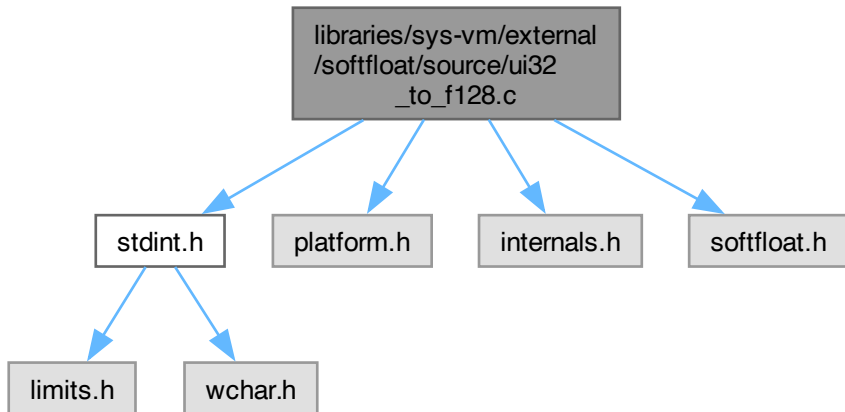 libraries/sys-vm/external
/softfloat/source/ui32
_to_f128.c
stdint.h
platform.h
internals.h
softfloat.h
limits.h
wchar.h